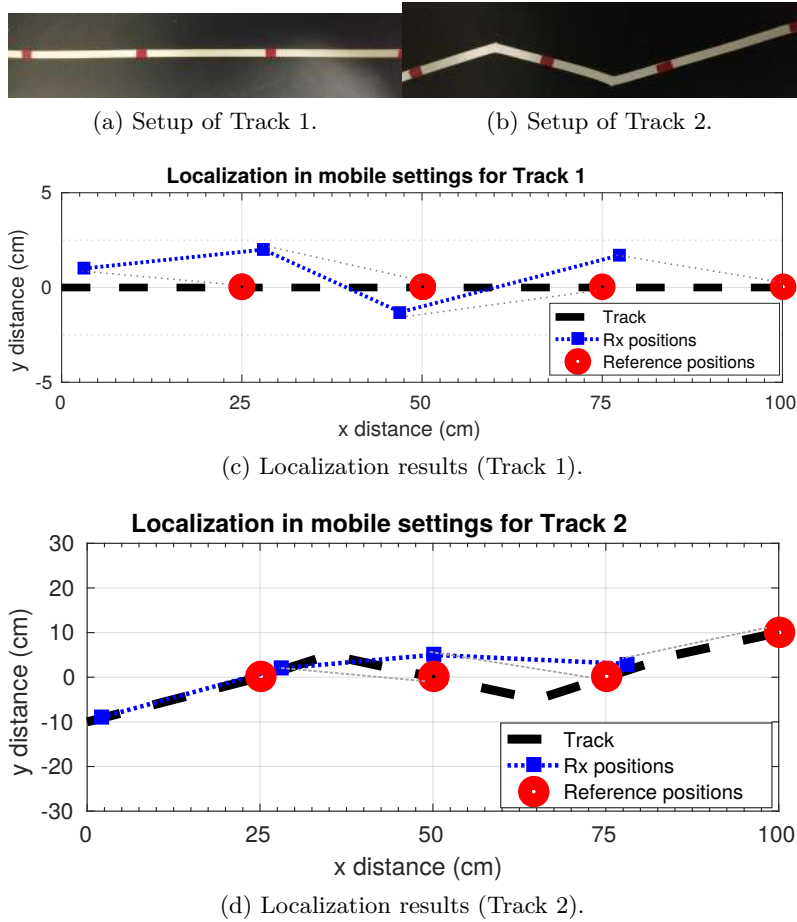 (a) Setup of Track 1.
(b) Setup of Track 2.
Localization in mobile settings for Track 1
5
0
-5
y distance (cm)
0
25
50
75
100
x distance (cm)
Track
Rx positions
Reference positions
(c) Localization results (Track 1).
Localization in mobile settings for Track 2
30
20
10
0
-10
-20
-30
y distance (cm)
0
25
50
75
100
x distance (cm)
Track
Rx positions
Reference positions
(d) Localization results (Track 2).